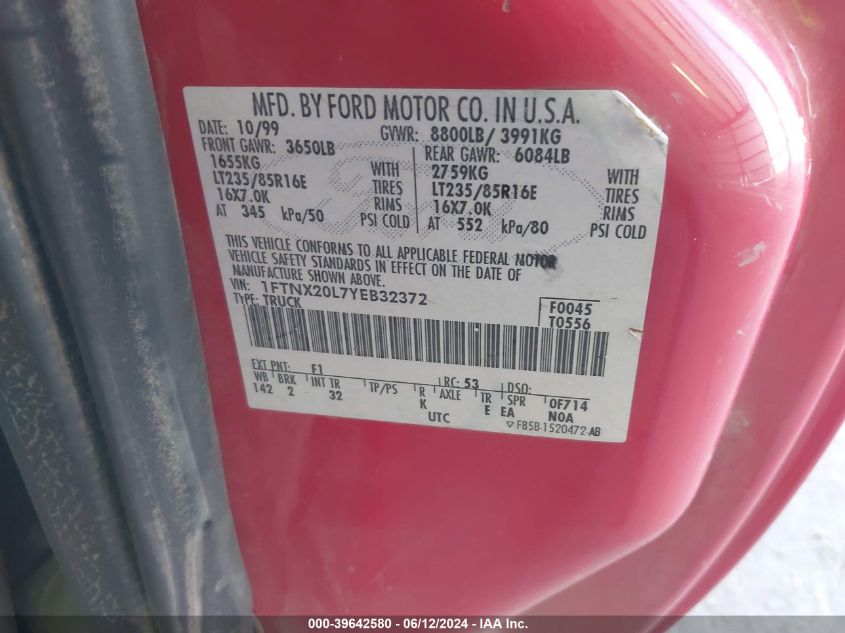 MFD. BY FORD MOTOR CO. IN U.S.A.
DATE: 10/99 GVWR: 8800LB/ 3991KG
FRONT GAWR: 3650LB REAR GAWR: 6084LB
1655KG WITH 2759KG WITH
LT235/85R16E TIRES LT235/85R16E TIRES
16X7.0K RIMS 16X7.0K RIMS
AT 345 kPa/50 PSI COLD AT 552 kPa/80 PSI COLD
THIS VEHICLE CONFORMS TO ALL APPLICABLE FEDERAL MOTOR
VEHICLE SAFETY STANDARDS IN EFFECT ON THE DATE OF
MANUFACTURE SHOWN ABOVE.
VIN: 1FTNX20L7YEB32372
TYPE: TRUCK
F0045
T0556
EXT PNT: F1 RC: 53 DSO:
WB BRK INT TR TP/PS R AXLE TR SPR 0F714
142 2 32 K E EA NOA
UTC
▽ F85B-1520472-AB
000-39642580 - 06/12/2024 - IAA Inc.